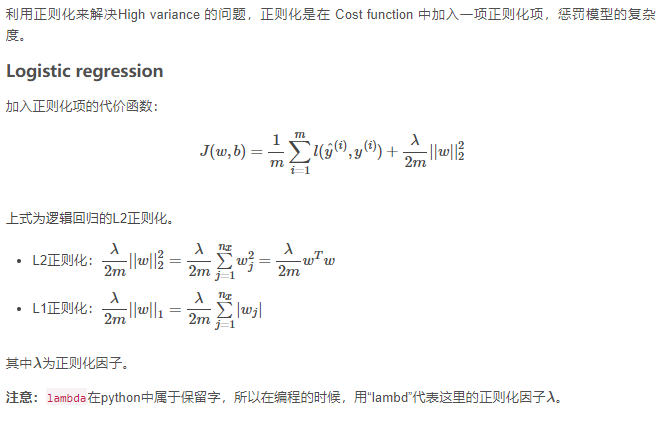 利用正则化来解决High variance 的问题，正则化是在 Cost function 中加入一项正则化项，惩罚模型的复杂
度。
Logistic regression
加入正则化项的代价函数：
J(w,b) = \frac{1}{m}\sum_{i=1}^{m} l(\hat{y}^{(i)}, y^{(i)}) + \frac{λ}{2m}||w||_2^2
上式为逻辑回归的L2正则化。
• L2正则化：\frac{λ}{2m}||w||_2^2 = \frac{λ}{2m}\sum_{j=1}^{n_x} w_j^2 = \frac{λ}{2m}w^T w
• L1正则化：\frac{λ}{2m}||w||_1 = \frac{λ}{2m}\sum_{j=1}^{n_x} |w_j|
其中λ为正则化因子。
注意：lambda在python中属于保留字，所以在编程的时候，用“lambd”代表这里的正则化因子λ。